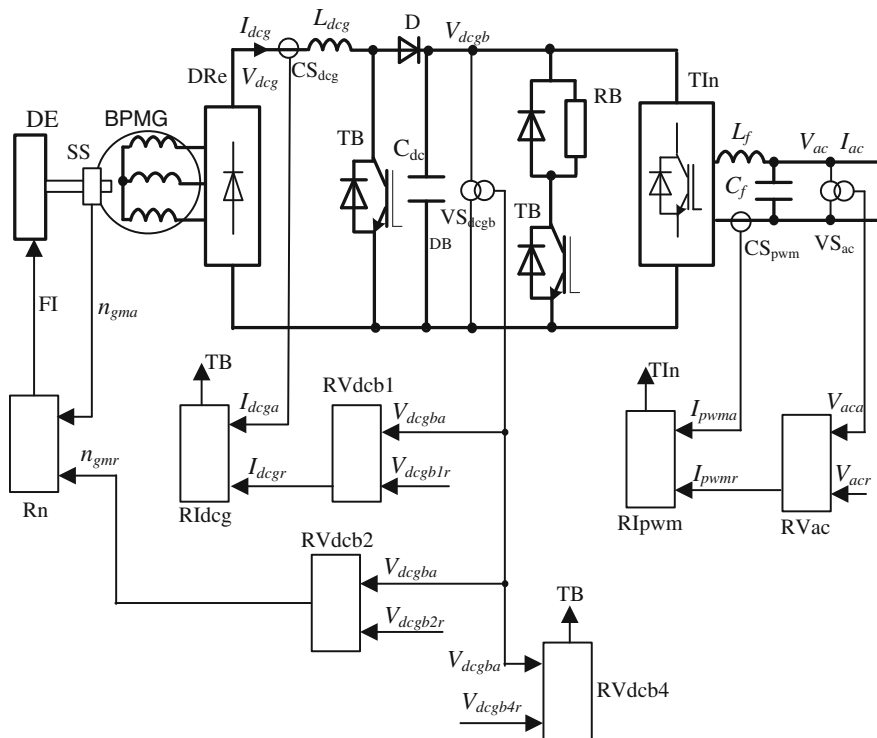 I_dcg
L_dcg
D
V_dcgb
DRe
V_dcg
CS_dcg
TIn
DE
BPMG
SS
TB
C_dc
RB
L_f
V_ac
I_ac
C_f
VS_dcgb
DB
TB
CS_pwm
VS_ac
FI
n_gma
TB
RVdcb1
TIn
I_dcga
V_dcgba
I_pwma
V_aca
n_gmr
I_dcgr
V_dcgb1r
I_pwmr
V_acr
Rn
RIdcg
RIpwm
RVac
RVdcb2
V_dcgba
V_dcgb2r
TB
V_dcgba
RVdcb4
V_dcgb4r